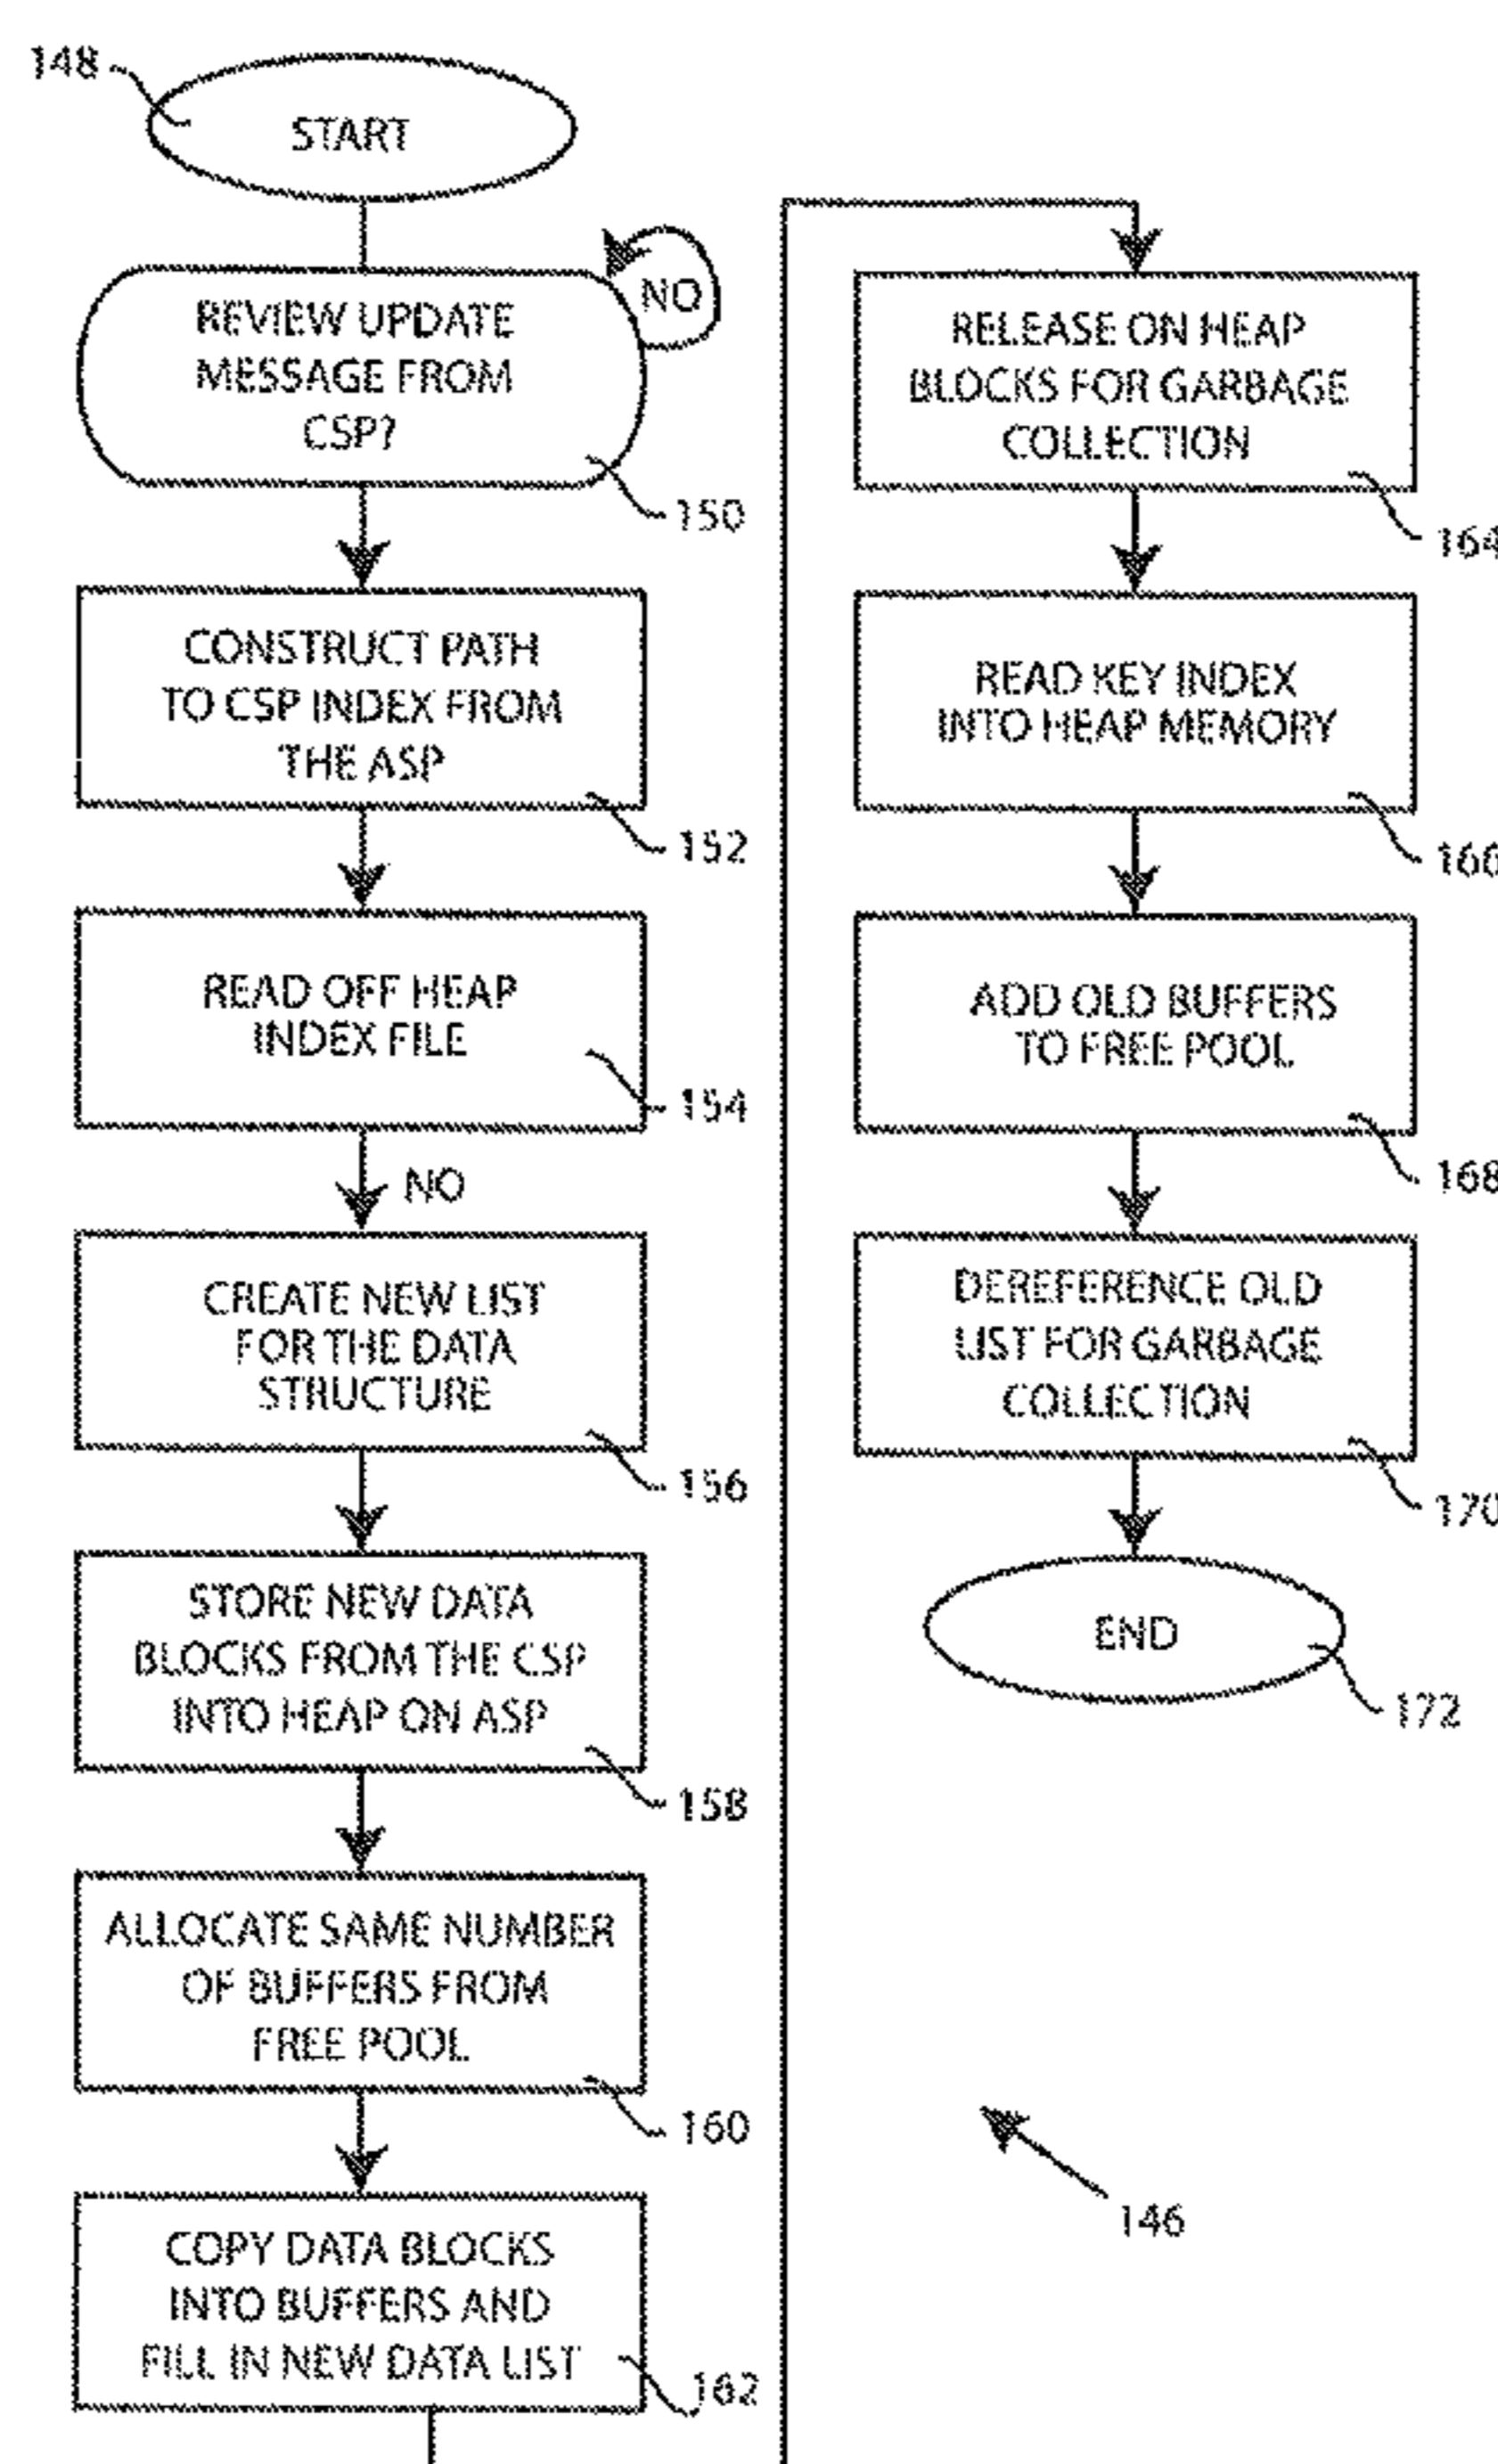 148
START
NO
REVIEW UPDATE
MESSAGE FROM
CSP?
150
CONSTRUCT PATH
TO CSP INDEX FROM
THE ASP
152
READ OFF HEAP
INDEX FILE
154
NO
CREATE NEW LIST
FOR THE DATA
STRUCTURE
156
STORE NEW DATA
BLOCKS FROM THE CSP
INTO HEAP ON ASP
158
ALLOCATE SAME NUMBER
OF BUFFERS FROM
FREE POOL
160
COPY DATA BLOCKS
INTO BUFFERS AND
FILL IN NEW DATA LIST
162
RELEASE ON HEAP
BLOCKS FOR GARBAGE
COLLECTION
164
READ KEY INDEX
INTO HEAP MEMORY
166
ADD OLD BUFFERS
TO FREE POOL
168
DEREFERENCE OLD
LIST FOR GARBAGE
COLLECTION
170
END
172
146